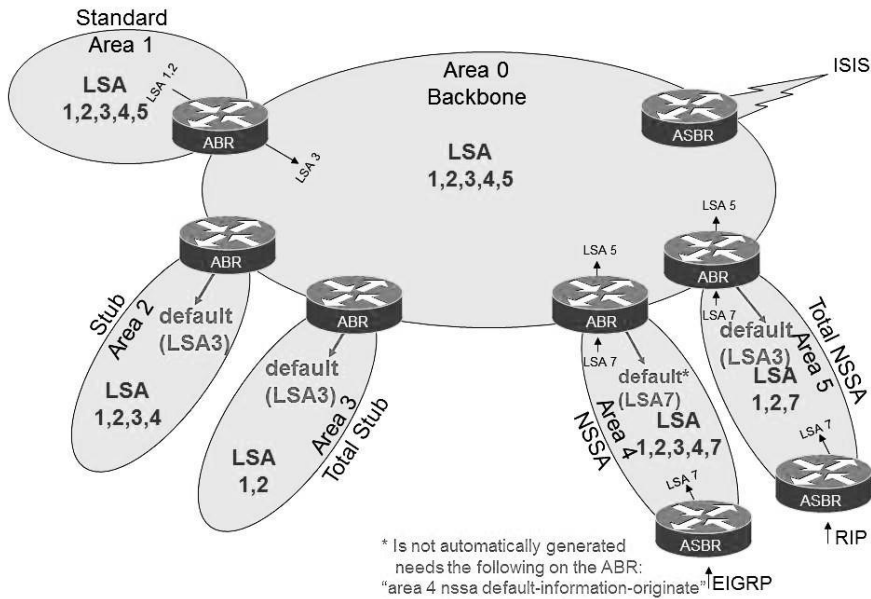 Standard
Area 1
LSA
1,2,3,4,5
LSA 1,2
ABR
LSA 3
Area 0
Backbone
LSA
1,2,3,4,5
ASBR
ISIS
ABR
Stub
Area 2
default
(LSA3)
LSA
1,2,3,4
ABR
default
(LSA3)
Area 3
Total Stub
LSA
1,2
LSA 5
ABR
LSA 7
default*
(LSA7)
Area 4
NSSA
LSA
1,2,3,4,7
LSA 7
ASBR
EIGRP
LSA 5
ABR
LSA 7
default
(LSA3)
Total NSSA
Area 5
LSA
1,2,7
LSA 7
ASBR
RIP
* Is not automatically generated
needs the following on the ABR:
“area 4 nssa default-information-originate”